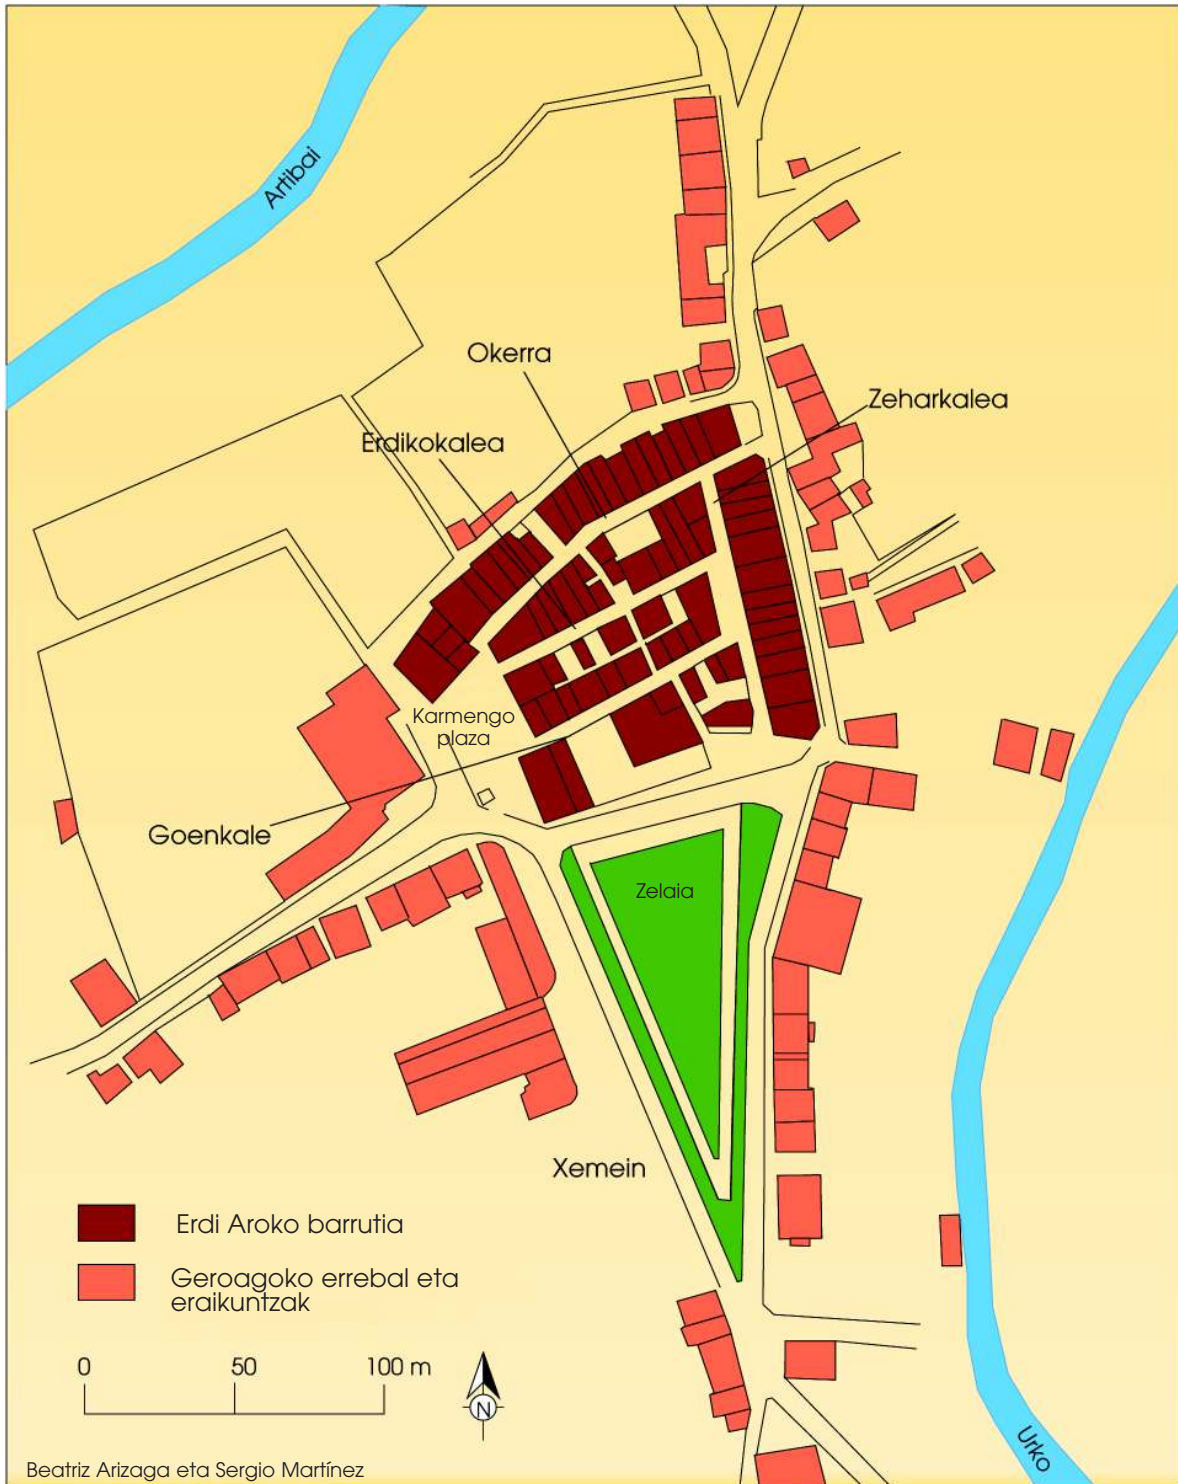 Artibai
Okerra
Zeharkalea
Erdikokalea
Karmengo
plaza
Goenkale
Zelaia
Xemein
Erdi Aroko barrutia
Geroagoko errebal eta
eraikuntzak
0 50 100 m
N
Urko
Beatriz Arizaga eta Sergio Martínez